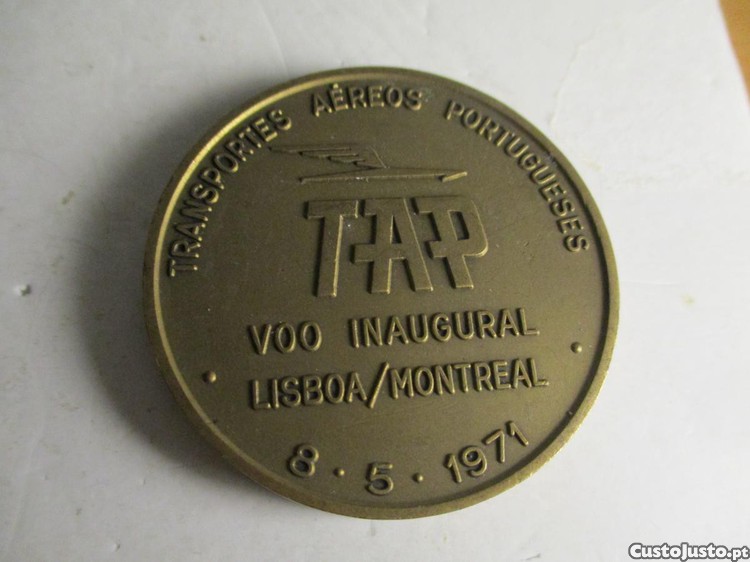 TRANSPORTES AÉREOS PORTUGUESES
TAP
VOO INAUGURAL
LISBOA/MONTREAL
8·5·1971
CustoJusto.pt